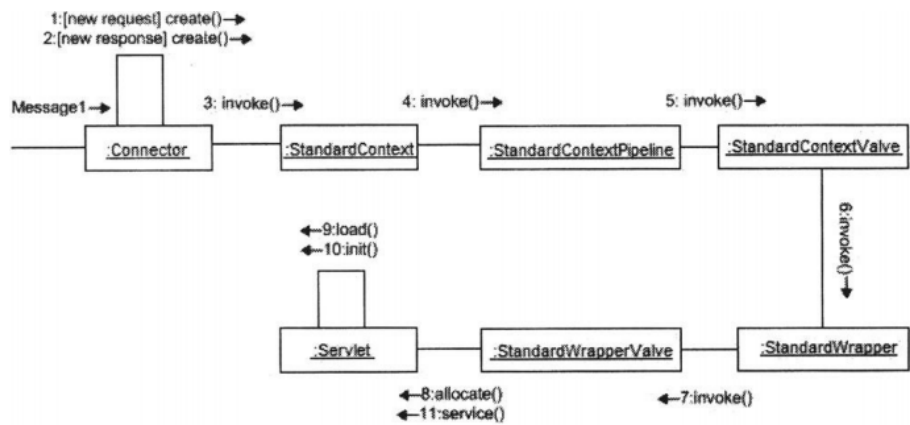 1:[new request] create()→
2:[new response] create()→
Message1→
3: invoke()→
4: invoke()→
5: invoke()→
:Connector
:StandardContext
:StandardContextPipeline
:StandardContextValve
6:invoke()→
←9:load()
←10:init()
:Servlet
:StandardWrapperValve
:StandardWrapper
←8:allocate()
←11:service()
←7:invoke()